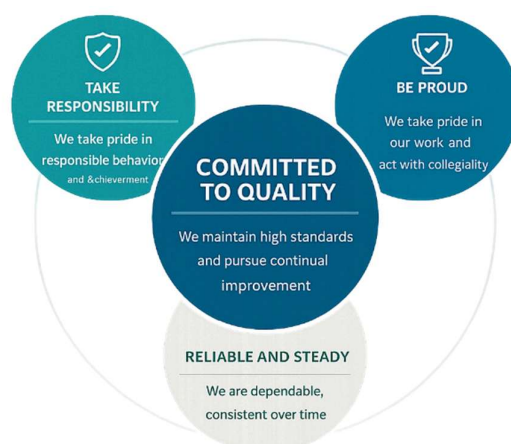 TAKE
RESPONSIBILITY
We take pride in
responsible behavior
and &chieverment
BE PROUD
We take pride in
our work and
act with collegiality
COMMITTED
TO QUALITY
We maintain high standards
and pursue continual
improvement
RELIABLE AND STEADY
We are dependable,
consistent over time